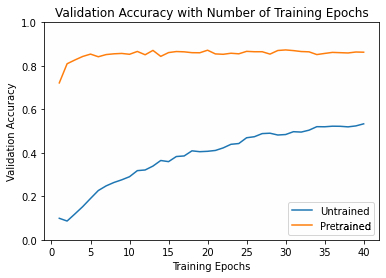 Validation Accuracy with Number of Training Epochs
1.0
0.8
0.6
0.4
0.2
0.0
Validation Accuracy
Untrained
Pretrained
0 5 10 15 20 25 30 35 40
Training Epochs